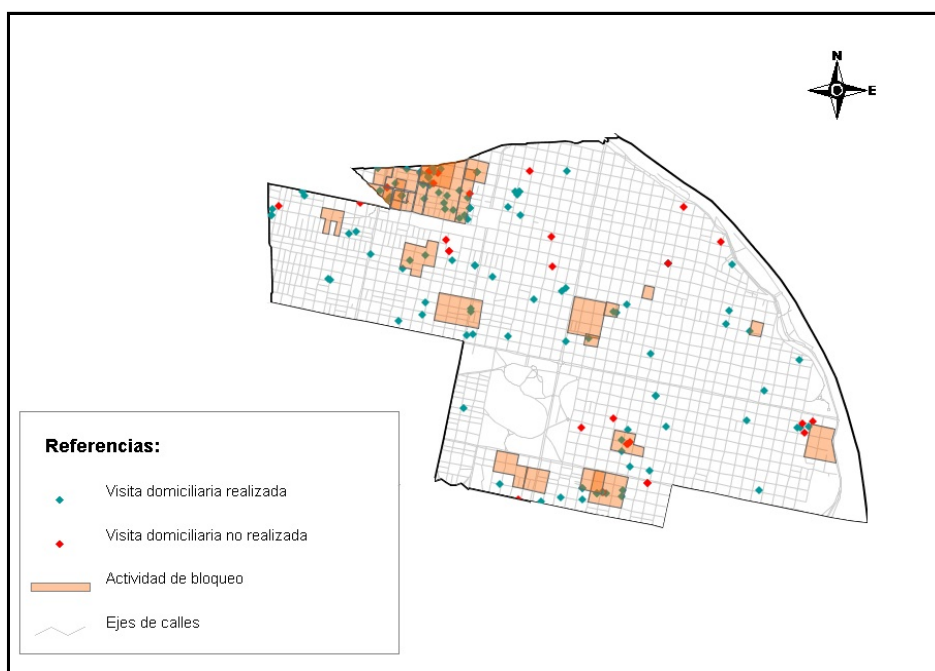 N
E
Referencias:
Visita domiciliaria realizada
Visita domiciliaria no realizada
Actividad de bloqueo
Ejes de calles